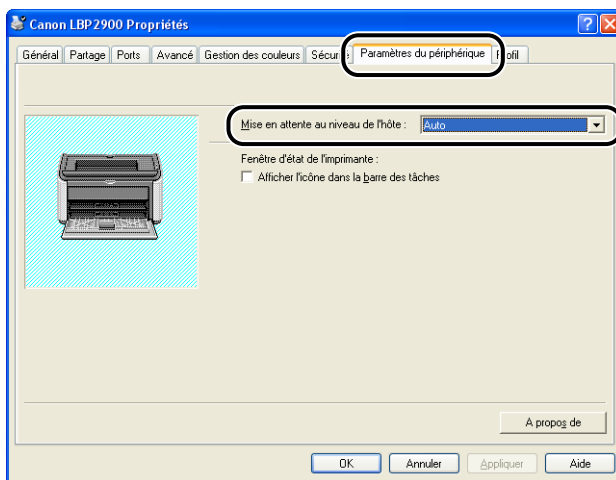 Canon LBP2900 Propriétés
Général Partage Ports Avancé Gestion des couleurs Paramètres du périphérique
Mise en attente au niveau de l'hôte : Auto
Fenêtre d'état de l'imprimante :
Afficher l'icône dans la barre des tâches
A propos de
OK Annuler Appliquer Aide